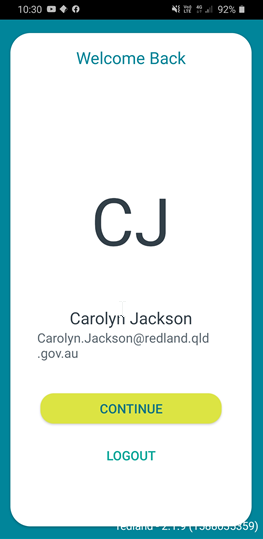 10:30
92%
Welcome Back
CJ
Carolyn Jackson
Carolyn.Jackson@redland.qld
.gov.au
CONTINUE
LOGOUT
redland - 2.1.9